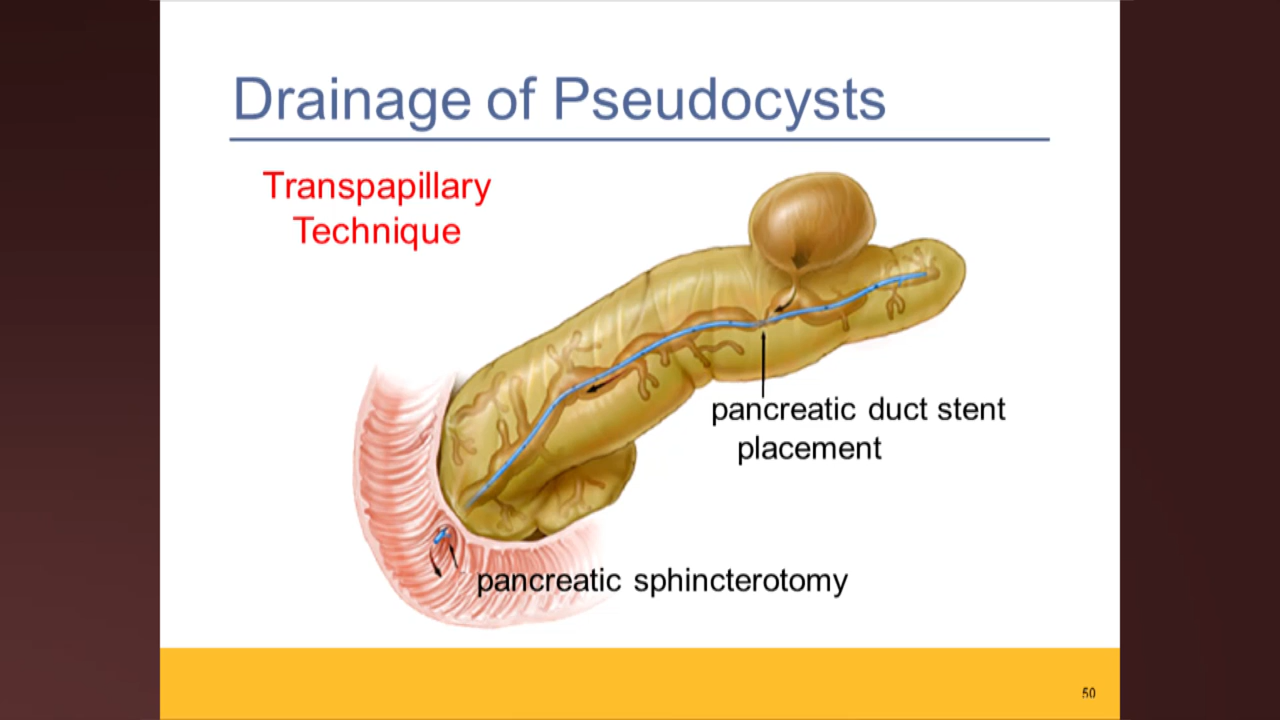 Drainage of Pseudocysts
Transpapillary
Technique
pancreatic duct stent
placement
pancreatic sphincterotomy
50